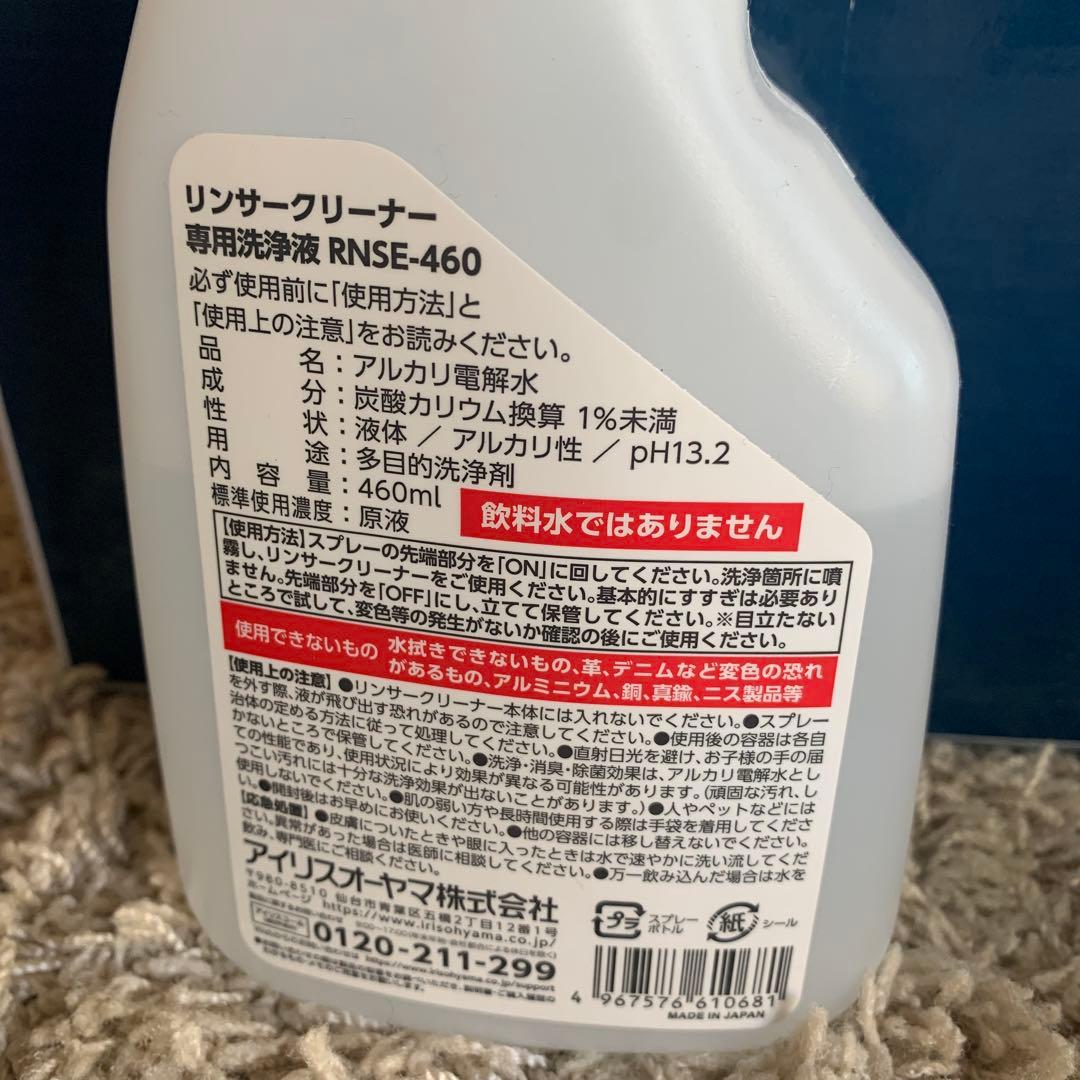 リンサークリーナー
専用洗浄液 RNSE-460
必ず使用前に「使用方法」と
「使用上の注意」をお読みください。
品名：アルカリ電解水
成分：炭酸カリウム換算 1%未満
性状：液体 ／ アルカリ性 ／ pH13.2
用途：多目的洗浄剤
内容量：460ml
標準使用濃度：原液
飲料水ではありません
【使用方法】スプレーの先端部分を「ON」に回してください。洗浄箇所に噴
霧し、リンサークリーナーをご使用ください。基本的にすすぎは必要あり
ません。先端部分を「OFF」にし、立てて保管してください。※目立たない
ところで試して、変色等の発生がないか確認の後にご使用ください。
使用できないもの 水拭きできないもの、革、デニムなど変色の恐れ
があるもの、アルミニウム、銅、真鍮、ニス製品等
【使用上の注意】●リンサークリーナー本体には入れないでください。●スプレー
を外す際、液が飛び出す恐れがあるので注意してください。●使用後の容器は各自
治体の定める方法に従って処理してください。●直射日光を避け、お子様の手の届
かないところで保管してください。●洗浄・消臭・除菌効果は、アルカリ電解水とし
ての性能であり、使用状況により効果が異なる可能性があります。（頑固な汚れ、し
つこい汚れには十分な洗浄効果が出ないことがあります。）●人やペットなどには
使用しないでください。●肌の弱い方や長時間使用する際は手袋を着用してくださ
い。●開封後はお早めにお使いください。●他の容器には移し替えないでください。
【応急処置】●皮膚についたときや眼に入ったときは水で速やかに洗い流してくだ
さい。異常があった場合は医師に相談してください。●万一飲み込んだ場合は水を
飲み、専門医にご相談ください。
アイリスオーヤマ株式会社
〒980-8510 仙台市青葉区五橋2丁目12番1号
ホームページ https://www.irisohyama.co.jp/
アイリスコール
0120-211-299
https://www.irisohyama.co.jp/support
プラ
スプレー
ボトル
紙
シール
4 967576 610681
MADE IN JAPAN